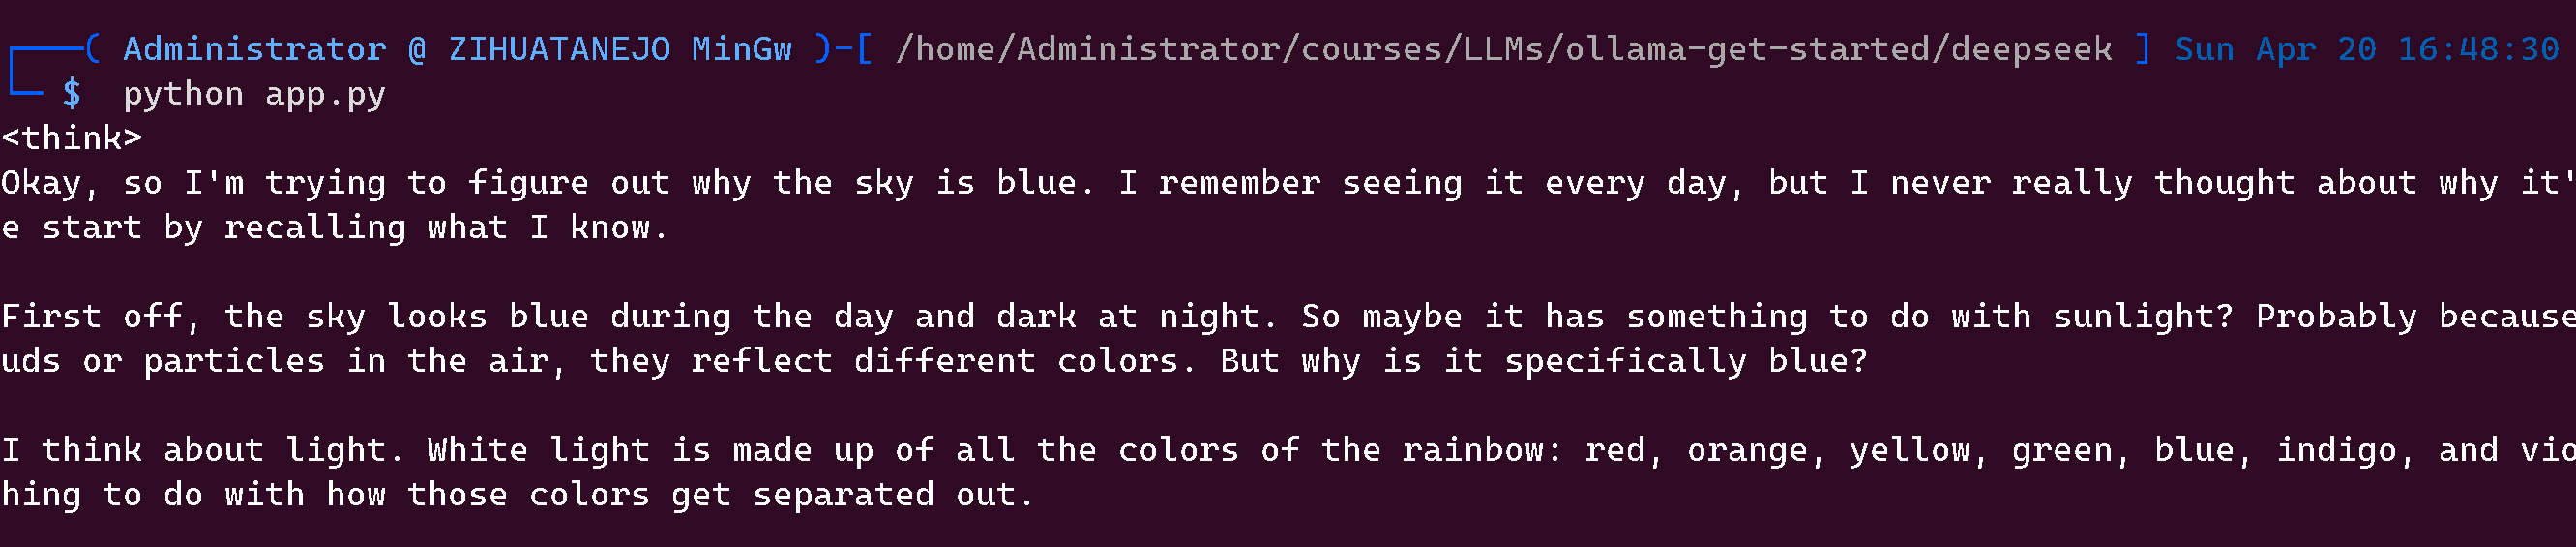 ( Administrator @ ZIHUATANEJO MinGw )-[ /home/Administrator/courses/LLMs/ollama-get-started/deepseek ] Sun Apr 20 16:48:30
$ python app.py
<think>
Okay, so I'm trying to figure out why the sky is blue. I remember seeing it every day, but I never really thought about why it'
e start by recalling what I know.
First off, the sky looks blue during the day and dark at night. So maybe it has something to do with sunlight? Probably because
uds or particles in the air, they reflect different colors. But why is it specifically blue?
I think about light. White light is made up of all the colors of the rainbow: red, orange, yellow, green, blue, indigo, and vio
hing to do with how those colors get separated out.